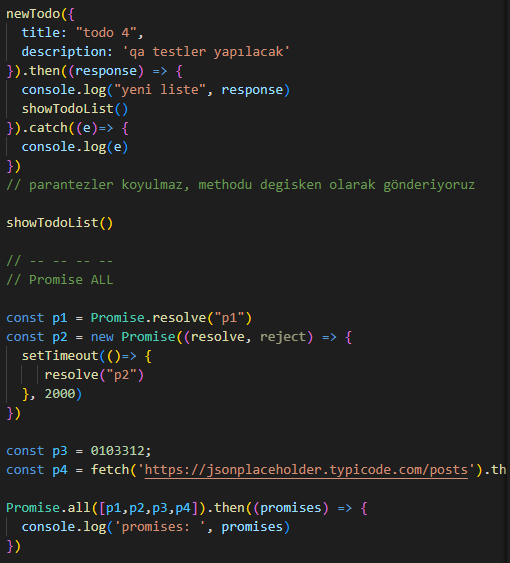 newTodo({
title: "todo 4",
description: 'qa testler yapılacak'
}).then((response) => {
console.log("yeni liste", response)
showTodoList()
}).catch((e)=> {
console.log(e)
})
// parantezler koyulmaz, methodu degisken olarak gönderiyoruz
showTodoList()
// -- -- -- --
// Promise ALL
const p1 = Promise.resolve("p1")
const p2 = new Promise((resolve, reject) => {
setTimeout(()=> {
resolve("p2")
}, 2000)
})
const p3 = 0103312;
const p4 = fetch('https://jsonplaceholder.typicode.com/posts').th
Promise.all([p1,p2,p3,p4]).then((promises) => {
console.log('promises: ', promises)
})